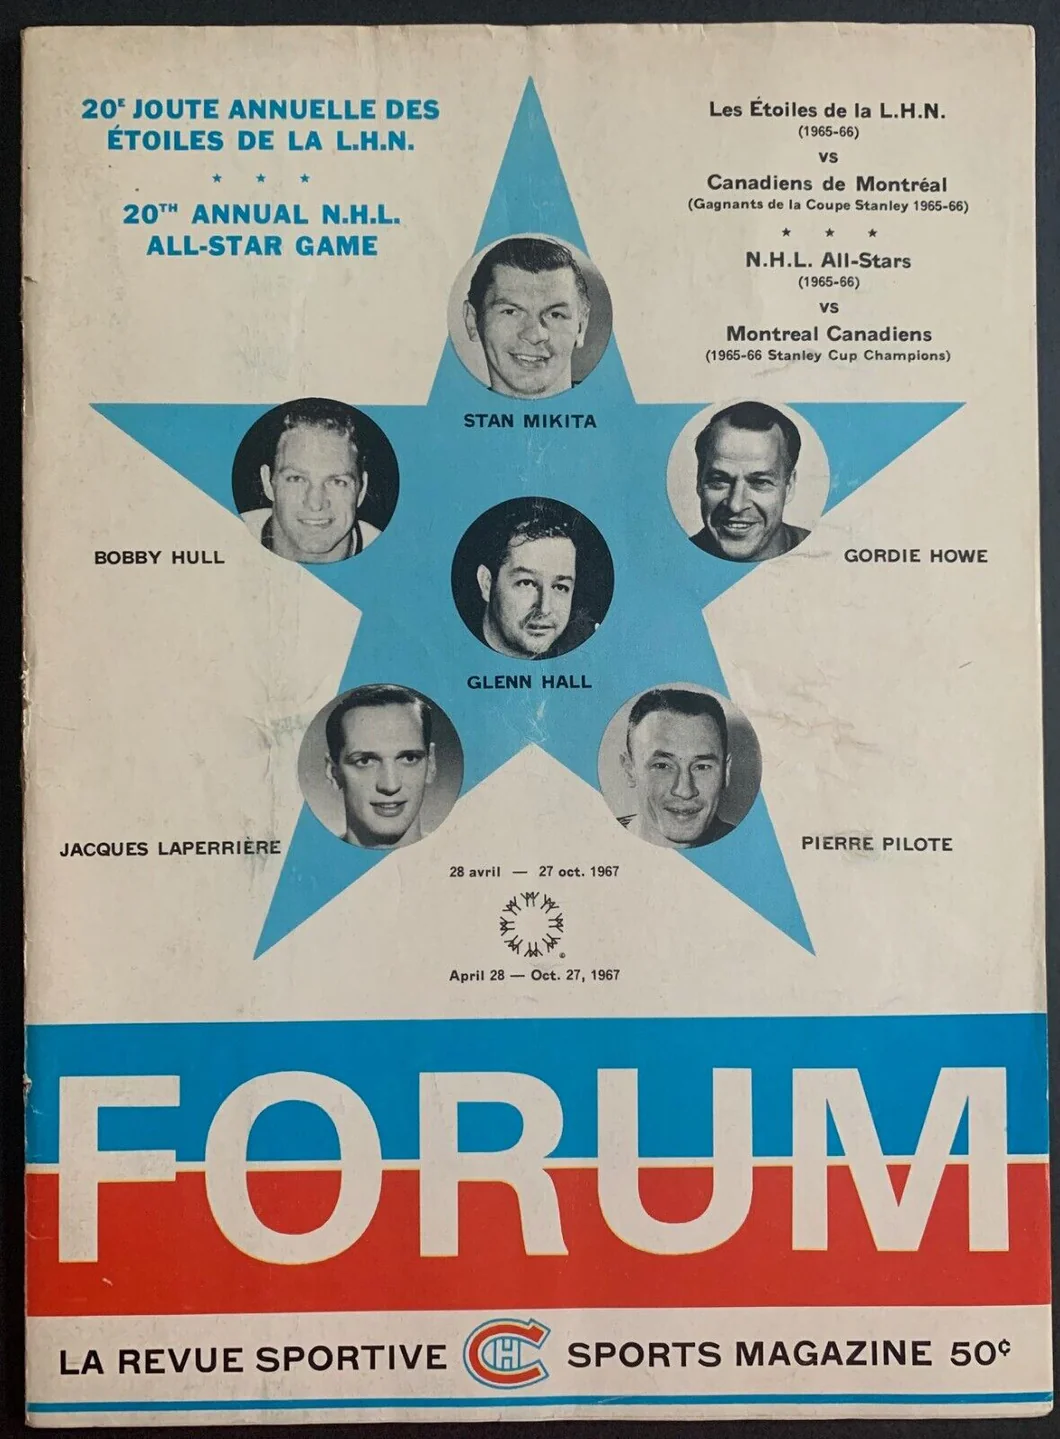 20E JOUTE ANNUELLE DES
ÉTOILES DE LA L.H.N.
★ ★ ★
20TH ANNUAL N.H.L.
ALL-STAR GAME
Les Étoiles de la L.H.N.
(1965-66)
vs
Canadiens de Montréal
(Gagnants de la Coupe Stanley 1965-66)
★ ★ ★
N.H.L. All-Stars
(1965-66)
vs
Montreal Canadiens
(1965-66 Stanley Cup Champions)
STAN MIKITA
BOBBY HULL
GORDIE HOWE
GLENN HALL
JACQUES LAPERRIÈRE
PIERRE PILOTE
28 avril — 27 oct. 1967
April 28 — Oct. 27, 1967
FORUM
LA REVUE SPORTIVE CH SPORTS MAGAZINE 50¢